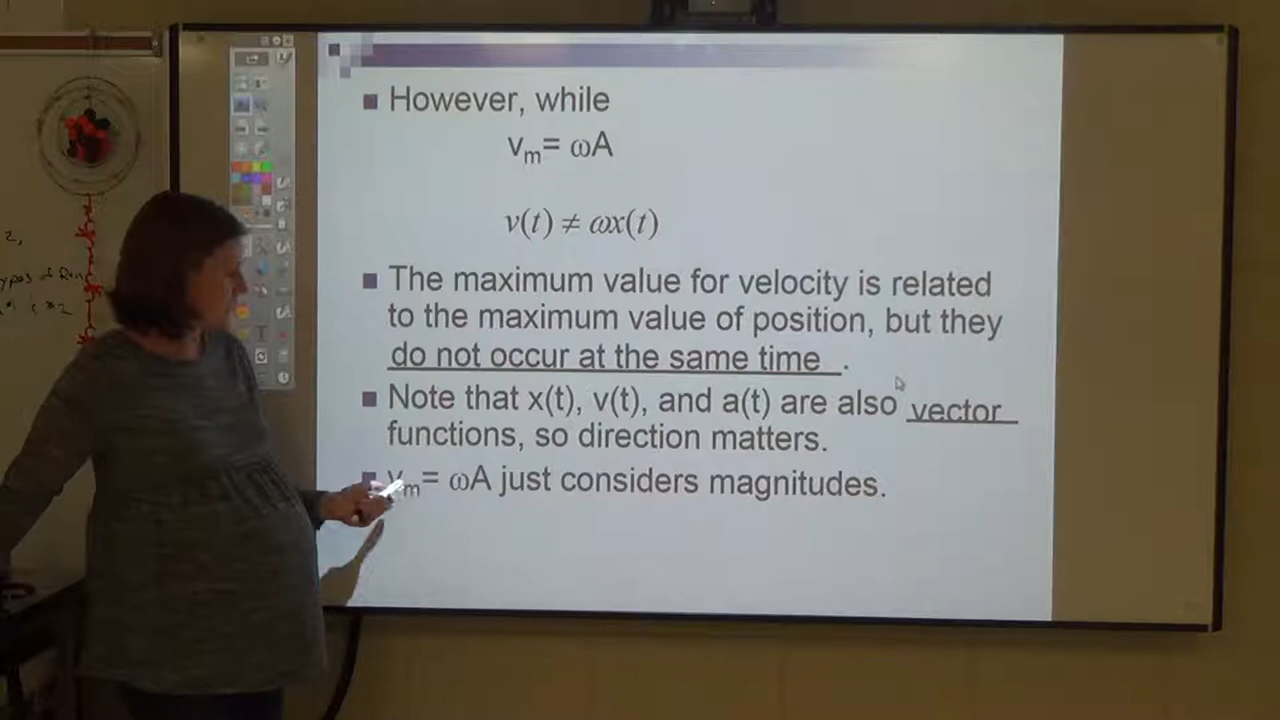 However, while
vₘ= ωA
v(t) ≠ ωx(t)
The maximum value for velocity is related
to the maximum value of position, but they
do not occur at the same time .
Note that x(t), v(t), and a(t) are also vector
functions, so direction matters.
vₘ= ωA just considers magnitudes.
2,